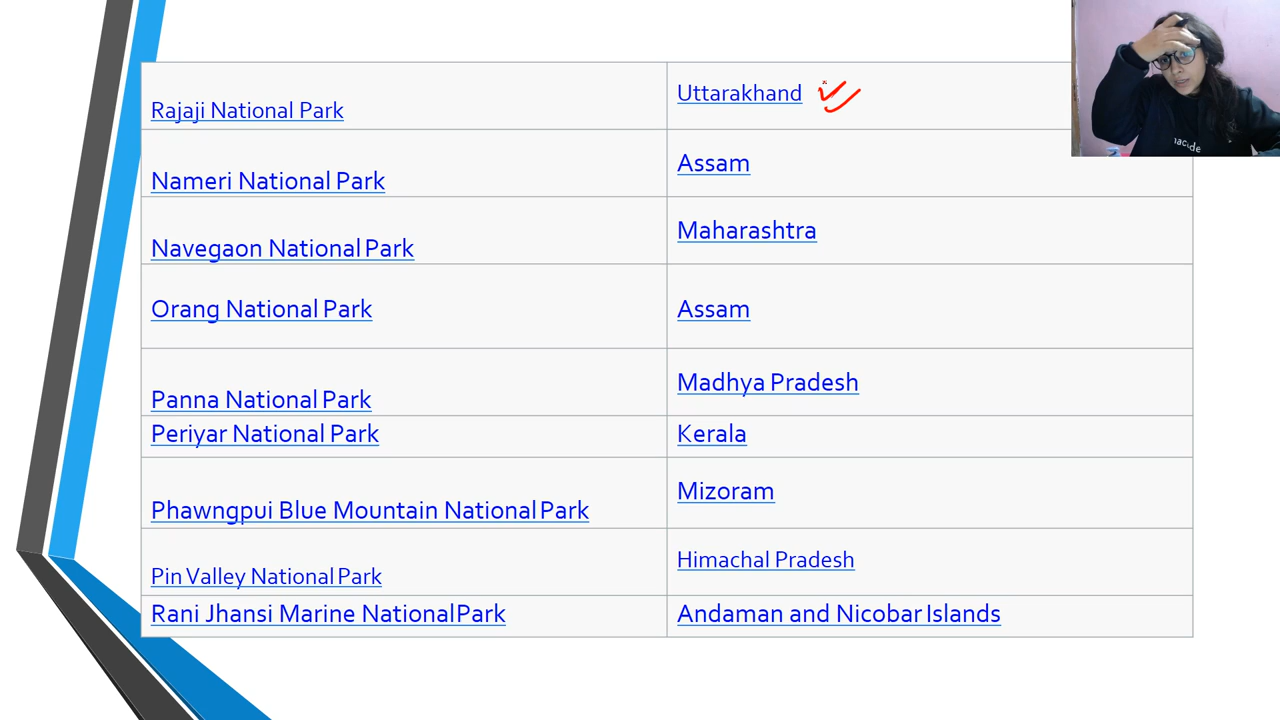 Rajaji National Park
Uttarakhand
Nameri National Park
Assam
Navegaon National Park
Maharashtra
Orang National Park
Assam
Panna National Park
Madhya Pradesh
Periyar National Park
Kerala
Phawngpui Blue Mountain National Park
Mizoram
Pin Valley National Park
Himachal Pradesh
Rani Jhansi Marine National Park
Andaman and Nicobar Islands